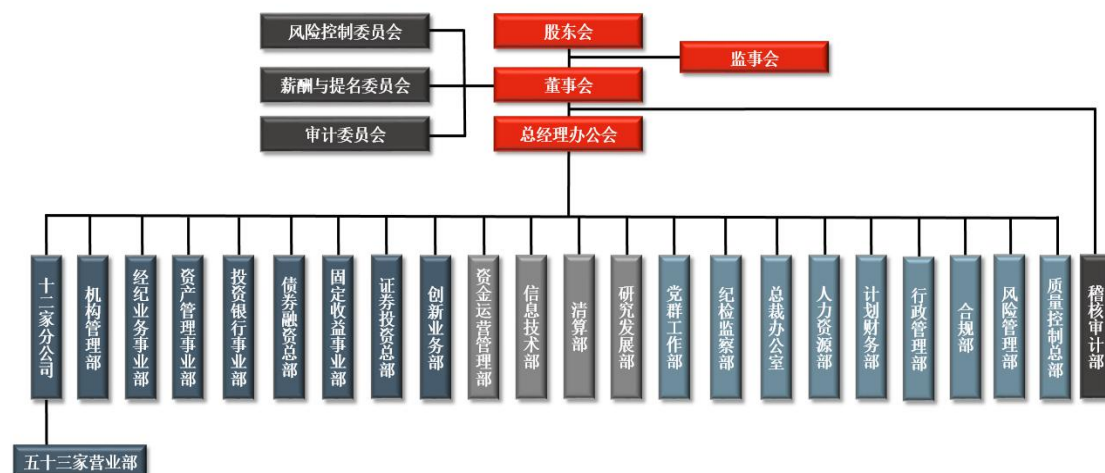 风险控制委员会
股东会
监事会
薪酬与提名委员会
董事会
审计委员会
总经理办公会
十二家分公司
机构管理部
经纪业务事业部
资产管理事业部
投资银行事业部
债券融资总部
固定收益事业部
证券投资总部
创新业务部
资金运营管理部
信息技术部
清算部
研究发展部
党群工作部
纪检监察部
总裁办公室
人力资源部
计划财务部
行政管理部
合规部
风险管理部
质量控制总部
稽核审计部
五十三家营业部